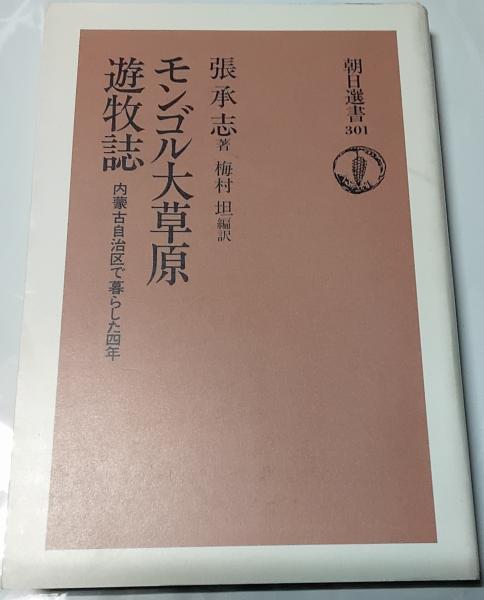 朝日選書
301
張承志著 梅村 坦編訳
モンゴル大草原
遊牧誌
内蒙古自治区で暮らした四年